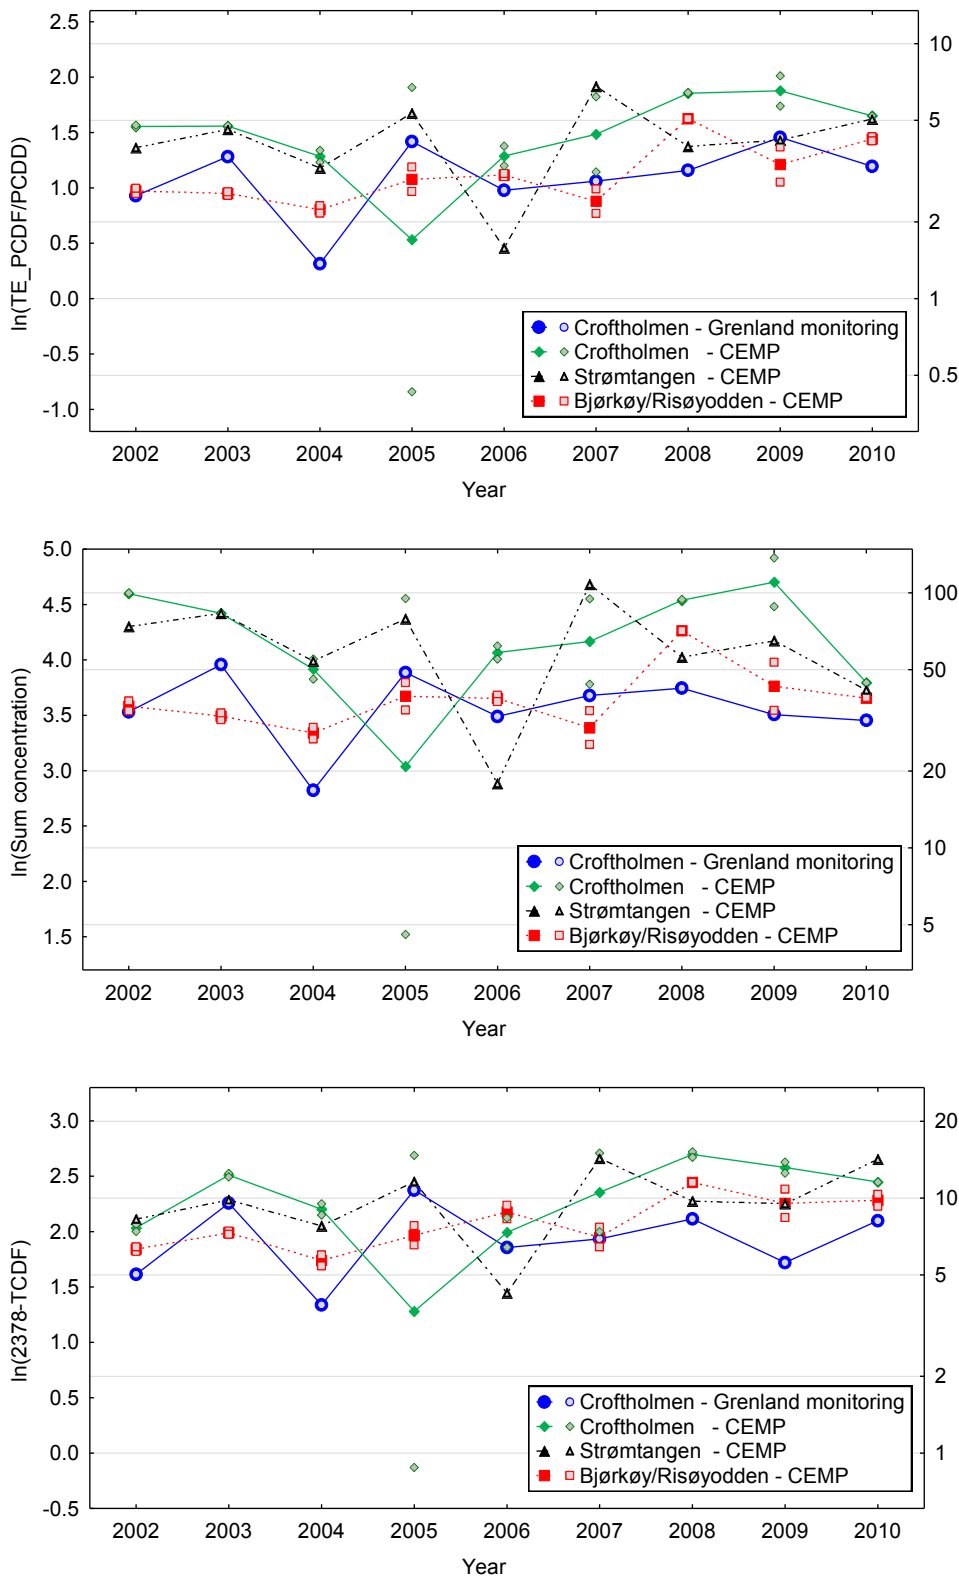 2.5
2.0
1.5
1.0
0.5
0.0
-0.5
-1.0
ln(TE_PCDF/PCDD)
10
5
2
1
0.5
Croftholmen - Grenland monitoring
Croftholmen - CEMP
Strømtangen - CEMP
Bjørkøy/Risøyodden - CEMP
2002 2003 2004 2005 2006 2007 2008 2009 2010
Year
5.0
4.5
4.0
3.5
3.0
2.5
2.0
1.5
ln(Sum concentration)
100
50
20
10
5
Croftholmen - Grenland monitoring
Croftholmen - CEMP
Strømtangen - CEMP
Bjørkøy/Risøyodden - CEMP
2002 2003 2004 2005 2006 2007 2008 2009 2010
Year
3.0
2.5
2.0
1.5
1.0
0.5
0.0
-0.5
ln(2378-TCDF)
20
10
5
2
1
Croftholmen - Grenland monitoring
Croftholmen - CEMP
Strømtangen - CEMP
Bjørkøy/Risøyodden - CEMP
2002 2003 2004 2005 2006 2007 2008 2009 2010
Year